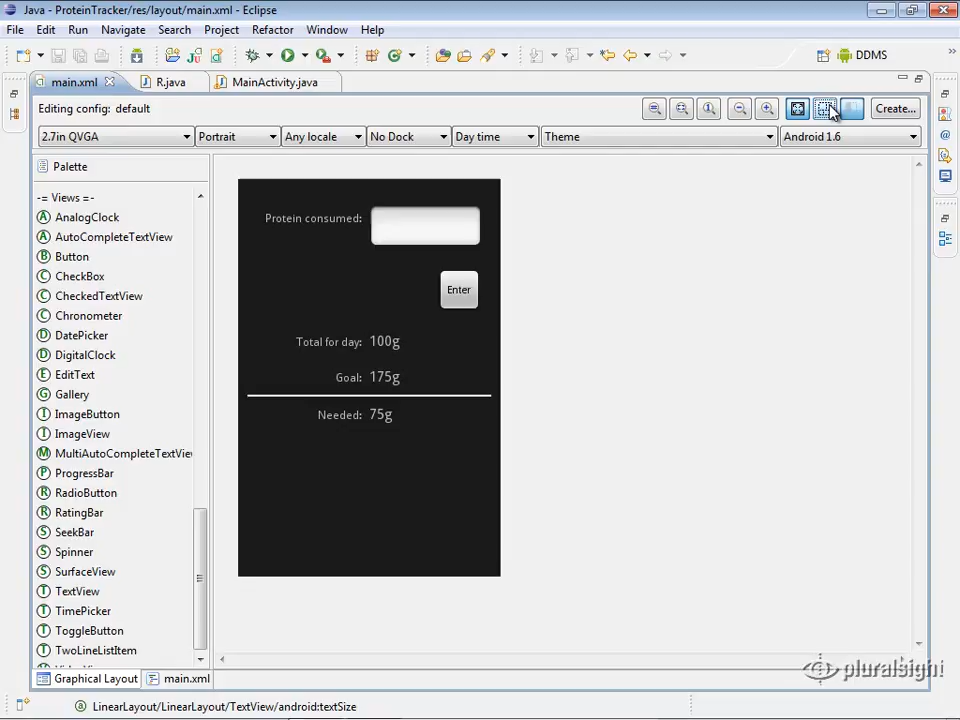 Java - ProteinTracker/res/layout/main.xml - Eclipse
File Edit Run Navigate Search Project Refactor Window Help
DDMS
main.xml R.java MainActivity.java
Editing config: default
Create...
2.7in QVGA Portrait Any locale No Dock Day time Theme Android 1.6
Palette
-= Views =-
AnalogClock
AutoCompleteTextView
Button
CheckBox
CheckedTextView
Chronometer
DatePicker
DigitalClock
EditText
Gallery
ImageButton
ImageView
MultiAutoCompleteTextVie
ProgressBar
RadioButton
RatingBar
SeekBar
Spinner
SurfaceView
TextView
TimePicker
ToggleButton
TwoLineListItem
Protein consumed:
Enter
Total for day: 100g
Goal: 175g
Needed: 75g
pluralsight
Graphical Layout main.xml
LinearLayout/LinearLayout/TextView/android:textSize